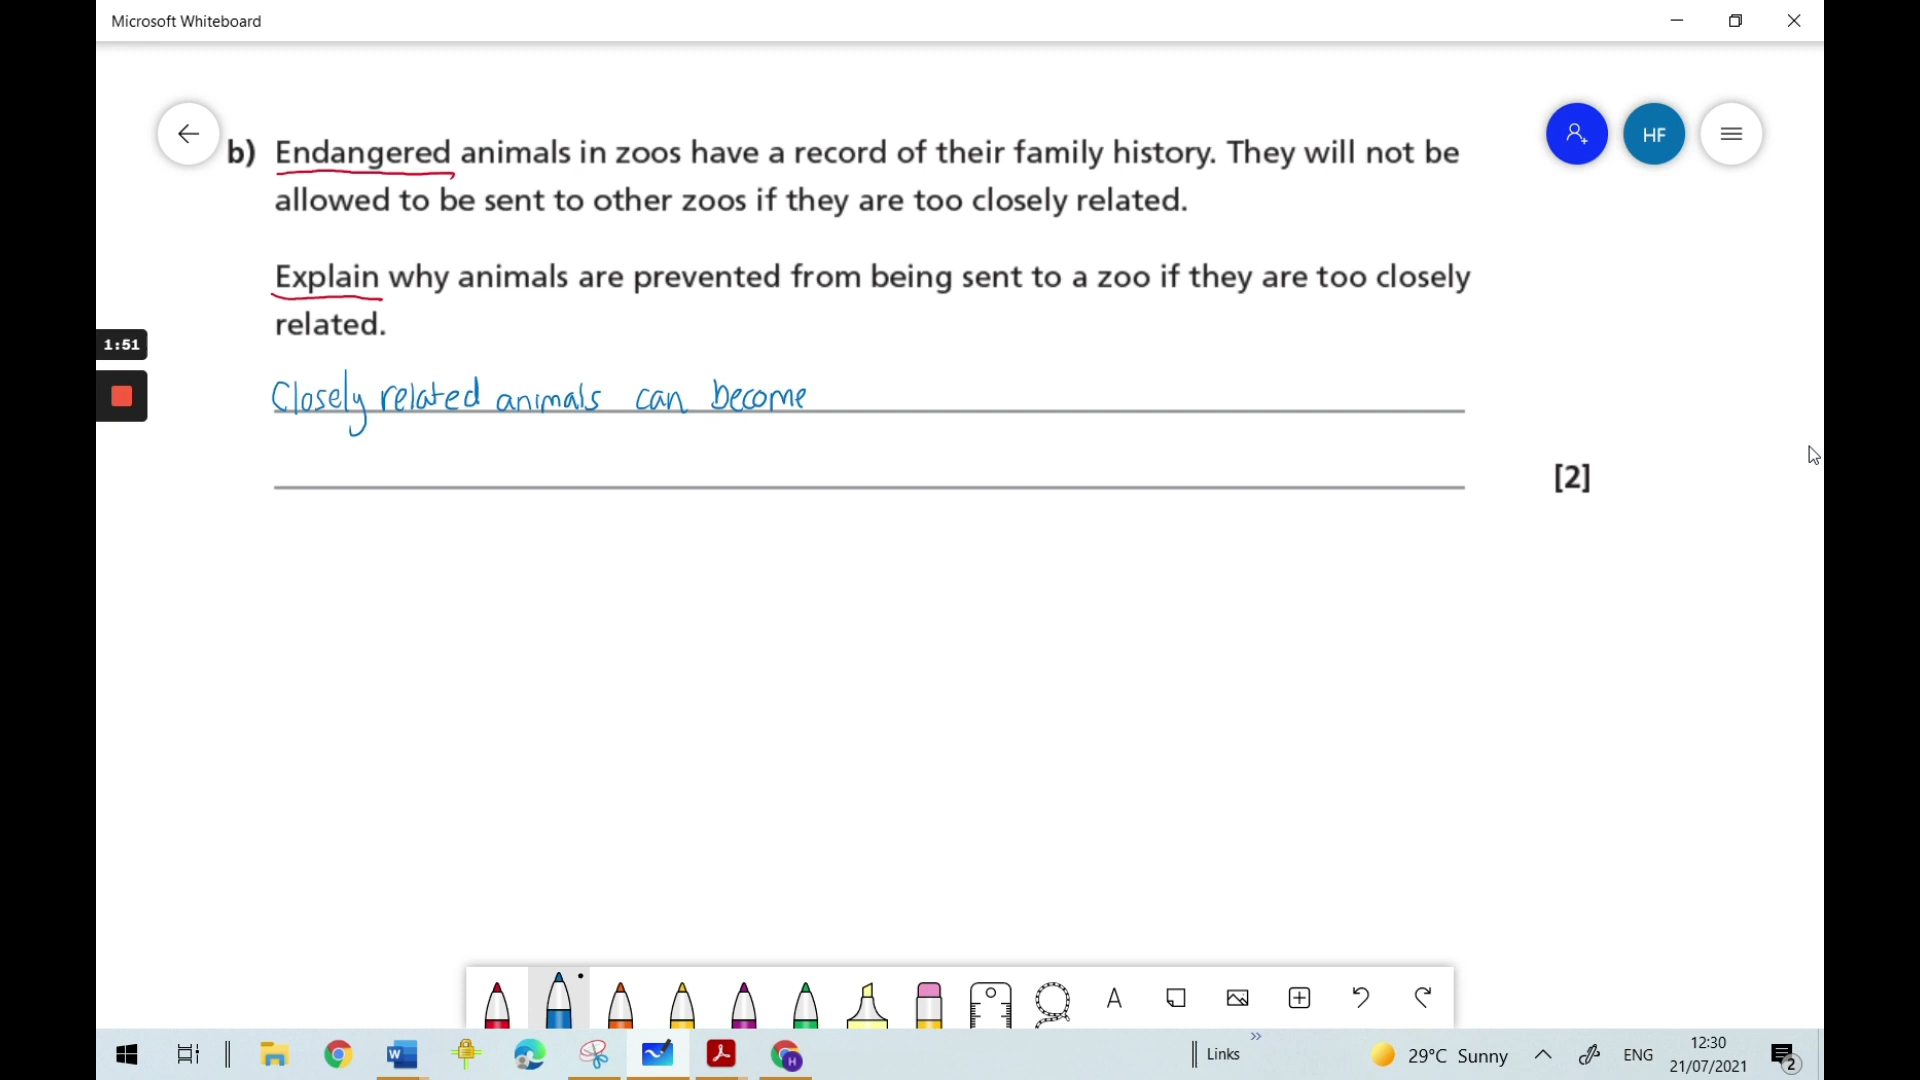 Microsoft Whiteboard
b) Endangered animals in zoos have a record of their family history. They will not be
allowed to be sent to other zoos if they are too closely related.
HF
Explain why animals are prevented from being sent to a zoo if they are too closely
related.
1:51
Closely related animals can become
[2]
A
Links
29°C Sunny
ENG
12:30
21/07/2021
2